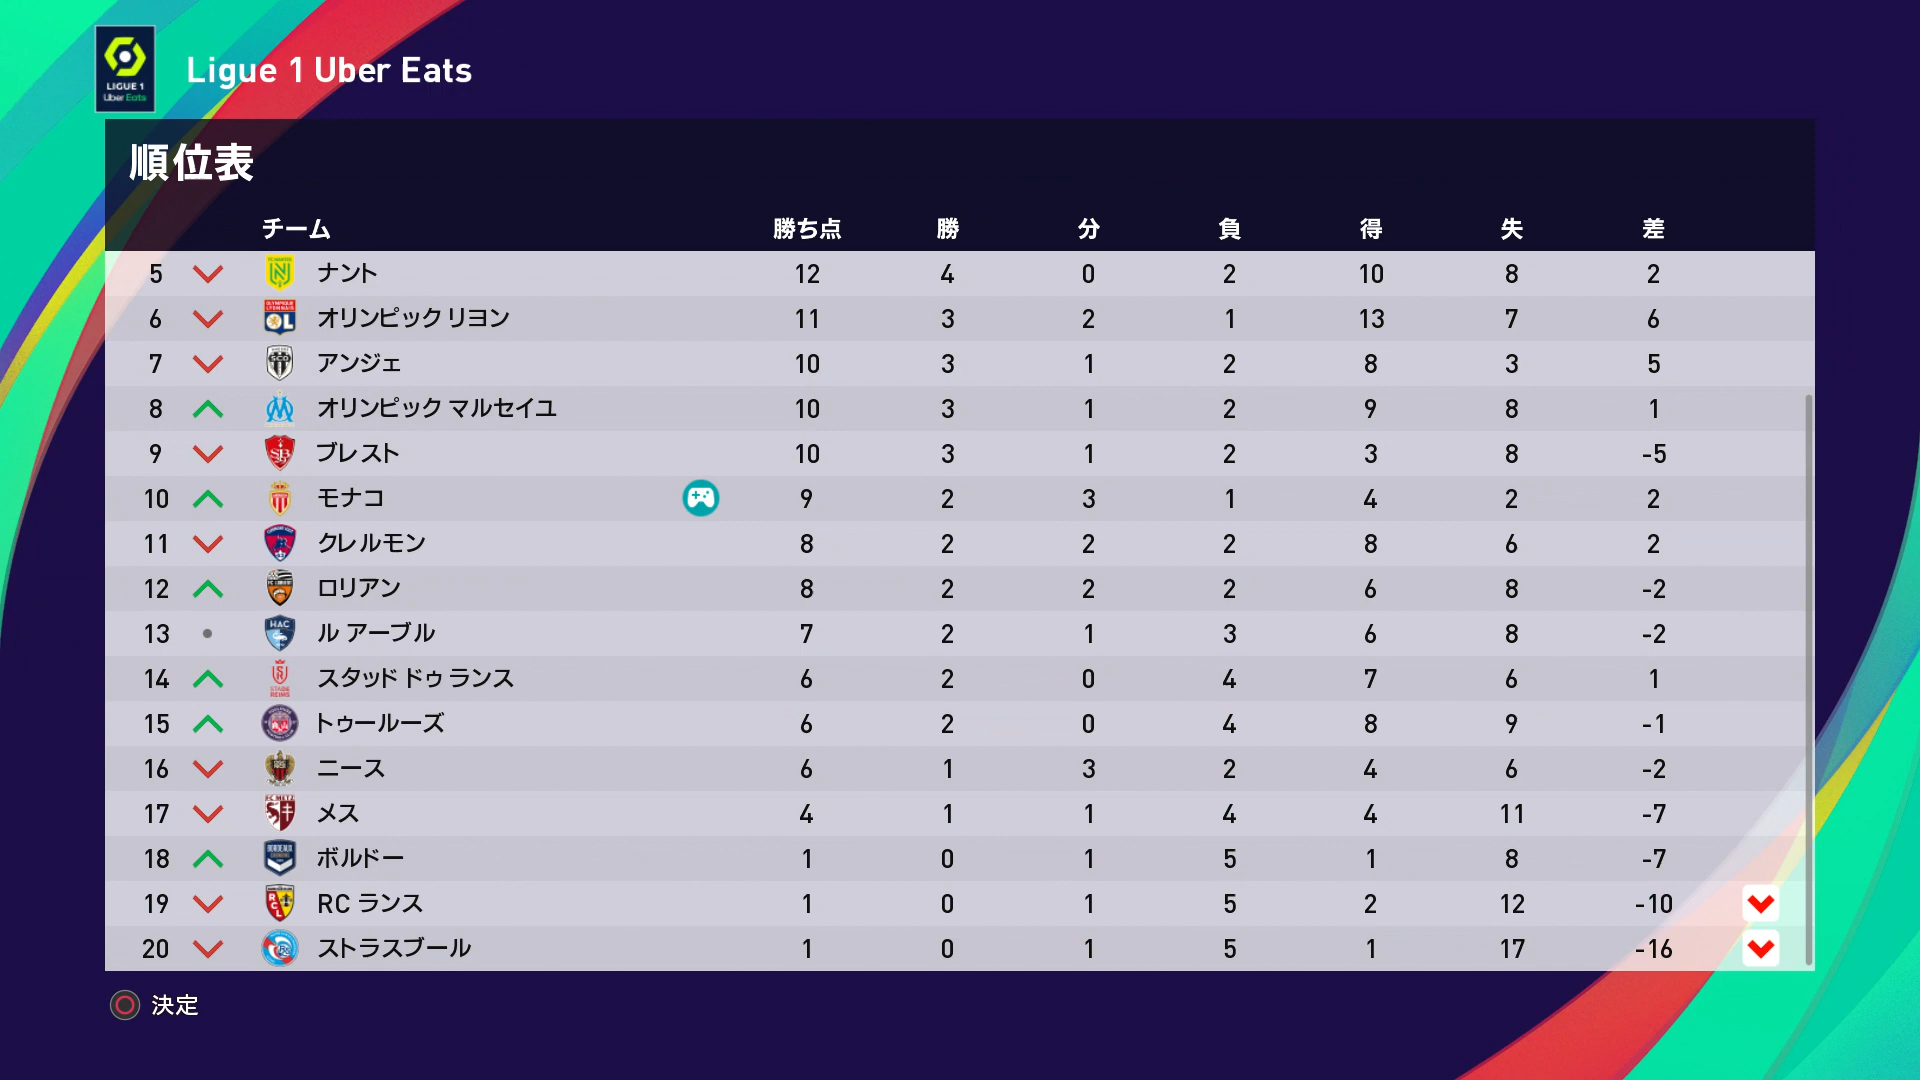 LIGUE 1
Uber Eats
Ligue 1 Uber Eats
順位表
チーム 勝ち点 勝 分 負 得 失 差
5 ナント 12 4 0 2 10 8 2
6 オリンピック リヨン 11 3 2 1 13 7 6
7 アンジェ 10 3 1 2 8 3 5
8 オリンピック マルセイユ 10 3 1 2 9 8 1
9 ブレスト 10 3 1 2 3 8 -5
10 モナコ 9 2 3 1 4 2 2
11 クレルモン 8 2 2 2 8 6 2
12 ロリアン 8 2 2 2 6 8 -2
13 ル アーブル 7 2 1 3 6 8 -2
14 スタッド ドゥ ランス 6 2 0 4 7 6 1
15 トゥールーズ 6 2 0 4 8 9 -1
16 ニース 6 1 3 2 4 6 -2
17 メス 4 1 1 4 4 11 -7
18 ボルドー 1 0 1 5 1 8 -7
19 RC ランス 1 0 1 5 2 12 -10
20 ストラスブール 1 0 1 5 1 17 -16
決定